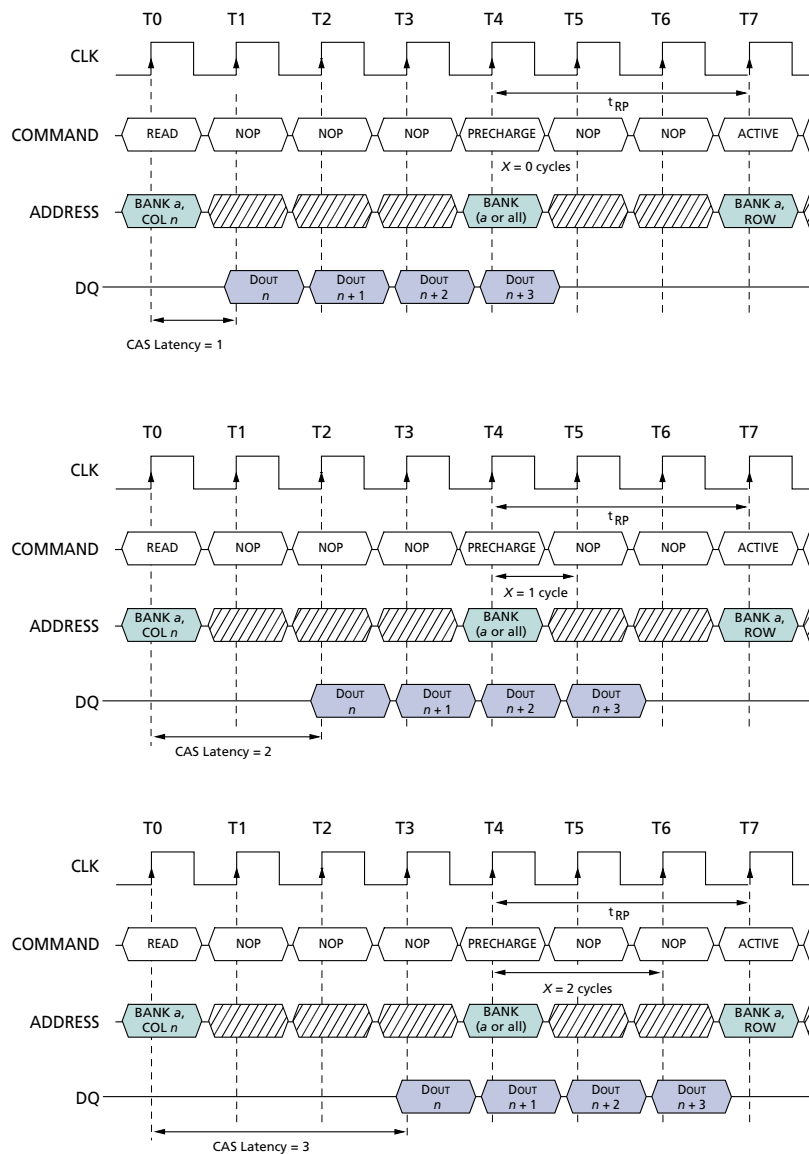 T0 T1 T2 T3 T4 T5 T6 T7
CLK
tRP
COMMAND READ NOP NOP NOP PRECHARGE NOP NOP ACTIVE
X = 0 cycles
ADDRESS BANK a, COL n BANK (a or all) BANK a, ROW
DQ DOUT n DOUT n + 1 DOUT n + 2 DOUT n + 3
CAS Latency = 1
T0 T1 T2 T3 T4 T5 T6 T7
CLK
tRP
COMMAND READ NOP NOP NOP PRECHARGE NOP NOP ACTIVE
X = 1 cycle
ADDRESS BANK a, COL n BANK (a or all) BANK a, ROW
DQ DOUT n DOUT n + 1 DOUT n + 2 DOUT n + 3
CAS Latency = 2
T0 T1 T2 T3 T4 T5 T6 T7
CLK
tRP
COMMAND READ NOP NOP NOP PRECHARGE NOP NOP ACTIVE
X = 2 cycles
ADDRESS BANK a, COL n BANK (a or all) BANK a, ROW
DQ DOUT n DOUT n + 1 DOUT n + 2 DOUT n + 3
CAS Latency = 3